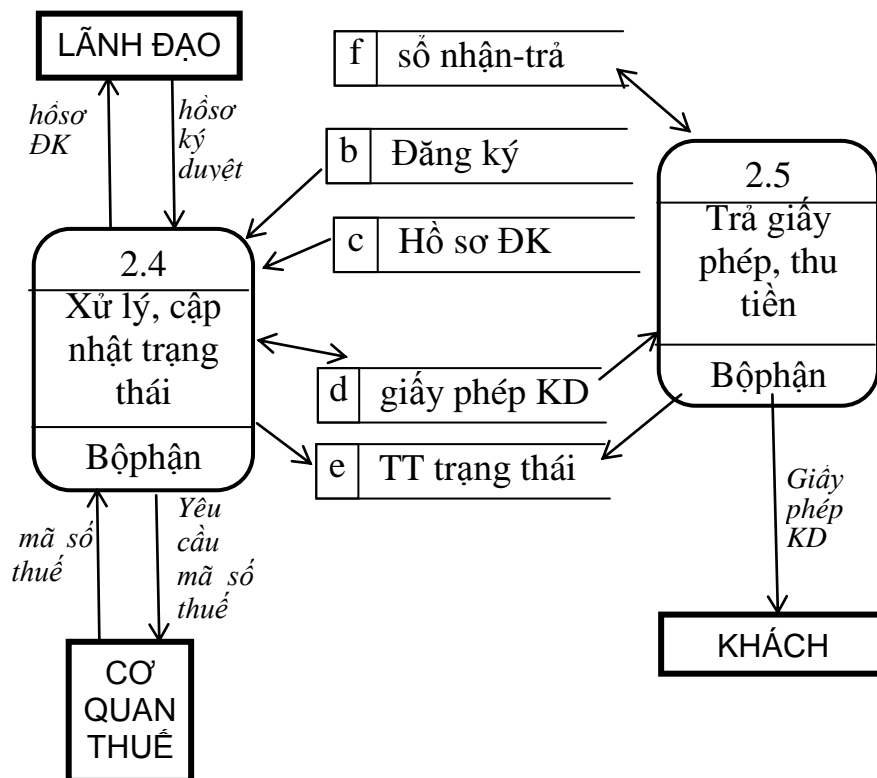 LÃNH ĐẠO
hồsơ
ĐK
hồsơ
ký
duyệt
f sổ nhận-trả
b Đăng ký
c Hồ sơ ĐK
d giấy phép KD
e TT trạng thái
2.4
Xử lý, cập
nhật trạng
thái
Bộphận
2.5
Trả giấy
phép, thu
tiền
Bộphận
mã số
thuế
Yêu
cầu
mã số
thuế
Giấy
phép
KD
CƠ
QUAN
THUẾ
KHÁCH